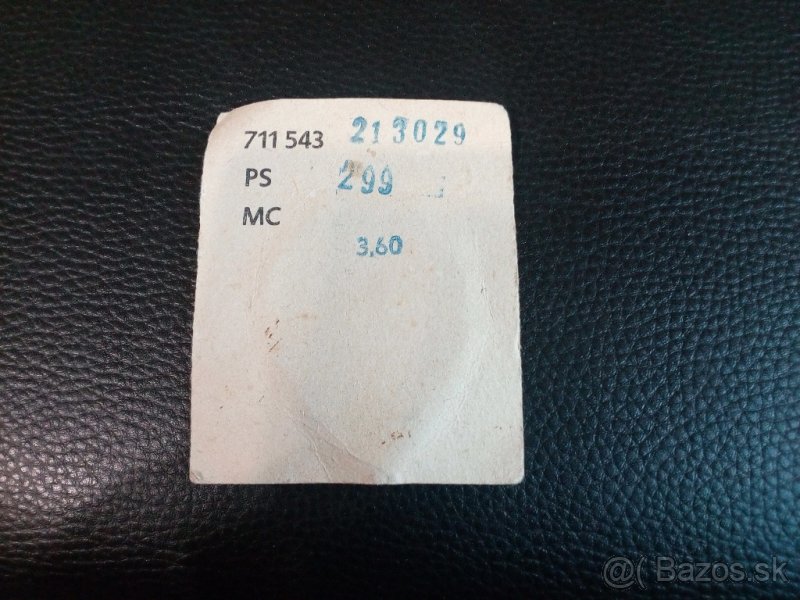 711 543 213029
PS 299
MC
3,60
@( Bazos.sk